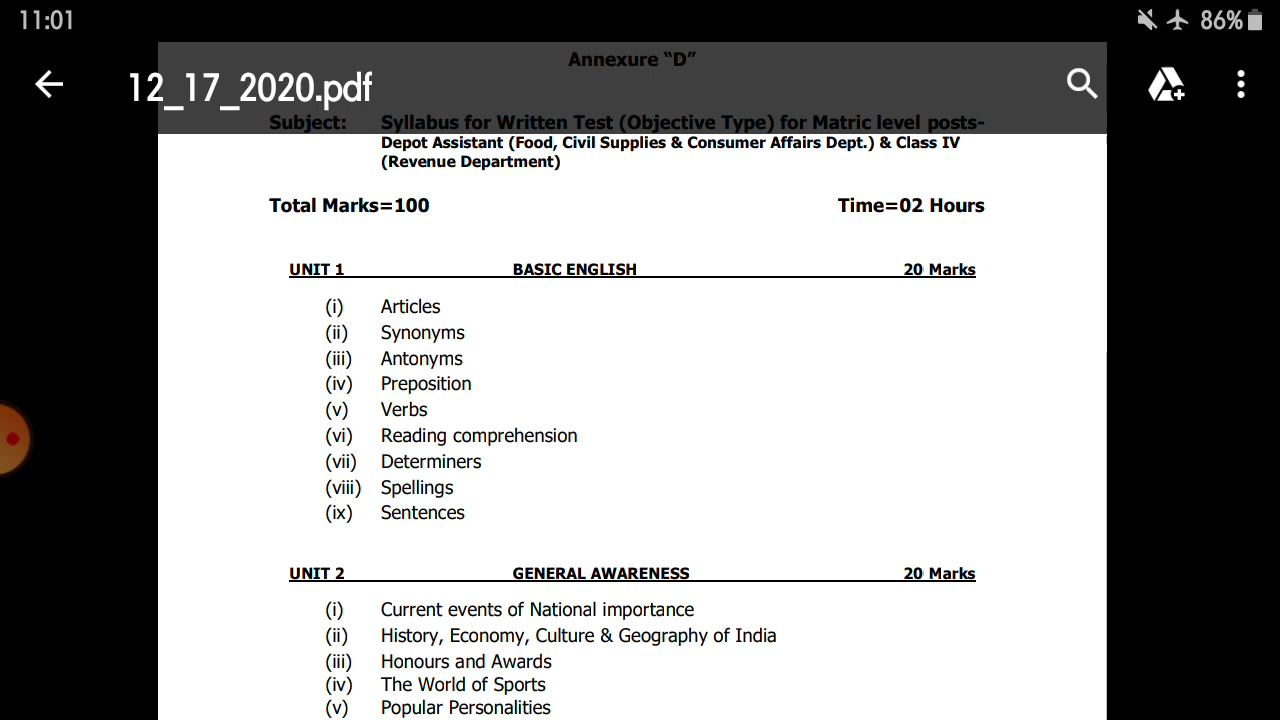 11:01
86%
Annexure "D"
12_17_2020.pdf
Subject: Syllabus for Written Test (Objective Type) for Matric level posts-
Depot Assistant (Food, Civil Supplies & Consumer Affairs Dept.) & Class IV
(Revenue Department)
Total Marks=100 Time=02 Hours
UNIT 1 BASIC ENGLISH 20 Marks
(i) Articles
(ii) Synonyms
(iii) Antonyms
(iv) Preposition
(v) Verbs
(vi) Reading comprehension
(vii) Determiners
(viii) Spellings
(ix) Sentences
UNIT 2 GENERAL AWARENESS 20 Marks
(i) Current events of National importance
(ii) History, Economy, Culture & Geography of India
(iii) Honours and Awards
(iv) The World of Sports
(v) Popular Personalities